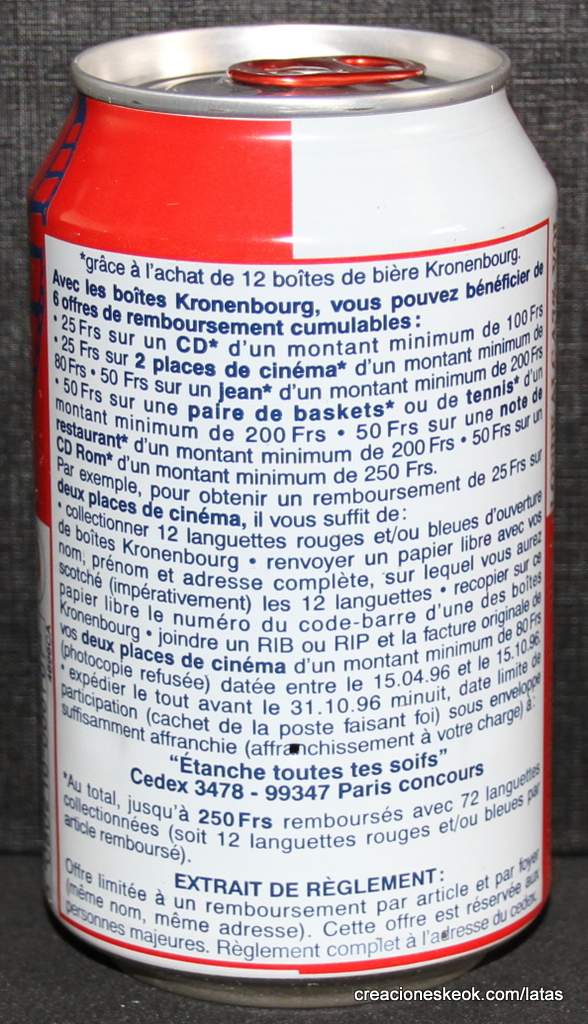 *grâce à l'achat de 12 boîtes de bière Kronenbourg.
Avec les boîtes Kronenbourg, vous pouvez bénéficier de
6 offres de remboursement cumulables :
• 25 Frs sur un CD* d'un montant minimum de 100 Frs
• 25 Frs sur 2 places de cinéma* d'un montant minimum de
80 Frs • 50 Frs sur un jean* d'un montant minimum de 200 Frs
• 50 Frs sur une paire de baskets* ou de tennis* d'un
montant minimum de 200 Frs • 50 Frs sur une note de
restaurant* d'un montant minimum de 200 Frs • 50 Frs sur un
CD Rom* d'un montant minimum de 250 Frs.
Par exemple, pour obtenir un remboursement de 25 Frs sur
deux places de cinéma, il vous suffit de :
• collectionner 12 languettes rouges et/ou bleues d'ouverture
de boîtes Kronenbourg • renvoyer un papier libre avec vos
nom, prénom et adresse complète, sur lequel vous aurez
scotché (impérativement) les 12 languettes • recopier sur ce
papier libre le numéro du code-barre d'une des boîtes
Kronenbourg • joindre un RIB ou RIP et la facture originale de
vos deux places de cinéma d'un montant minimum de 80 Frs
(photocopie refusée) datée entre le 15.04.96 et le 15.10.96
• expédier le tout avant le 31.10.96 minuit, date limite de
participation (cachet de la poste faisant foi) sous enveloppe
suffisamment affranchie (affranchissement à votre charge) à :
"Étanche toutes tes soifs"
Cedex 3478 - 99347 Paris concours
*Au total, jusqu'à 250 Frs remboursés avec 72 languettes
collectionnées (soit 12 languettes rouges et/ou bleues par
article remboursé).
EXTRAIT DE RÈGLEMENT :
Offre limitée à un remboursement par article et par foyer
(même nom, même adresse). Cette offre est réservée aux
personnes majeures. Règlement complet à l'adresse du cedex.
creacioneskeok.com/latas